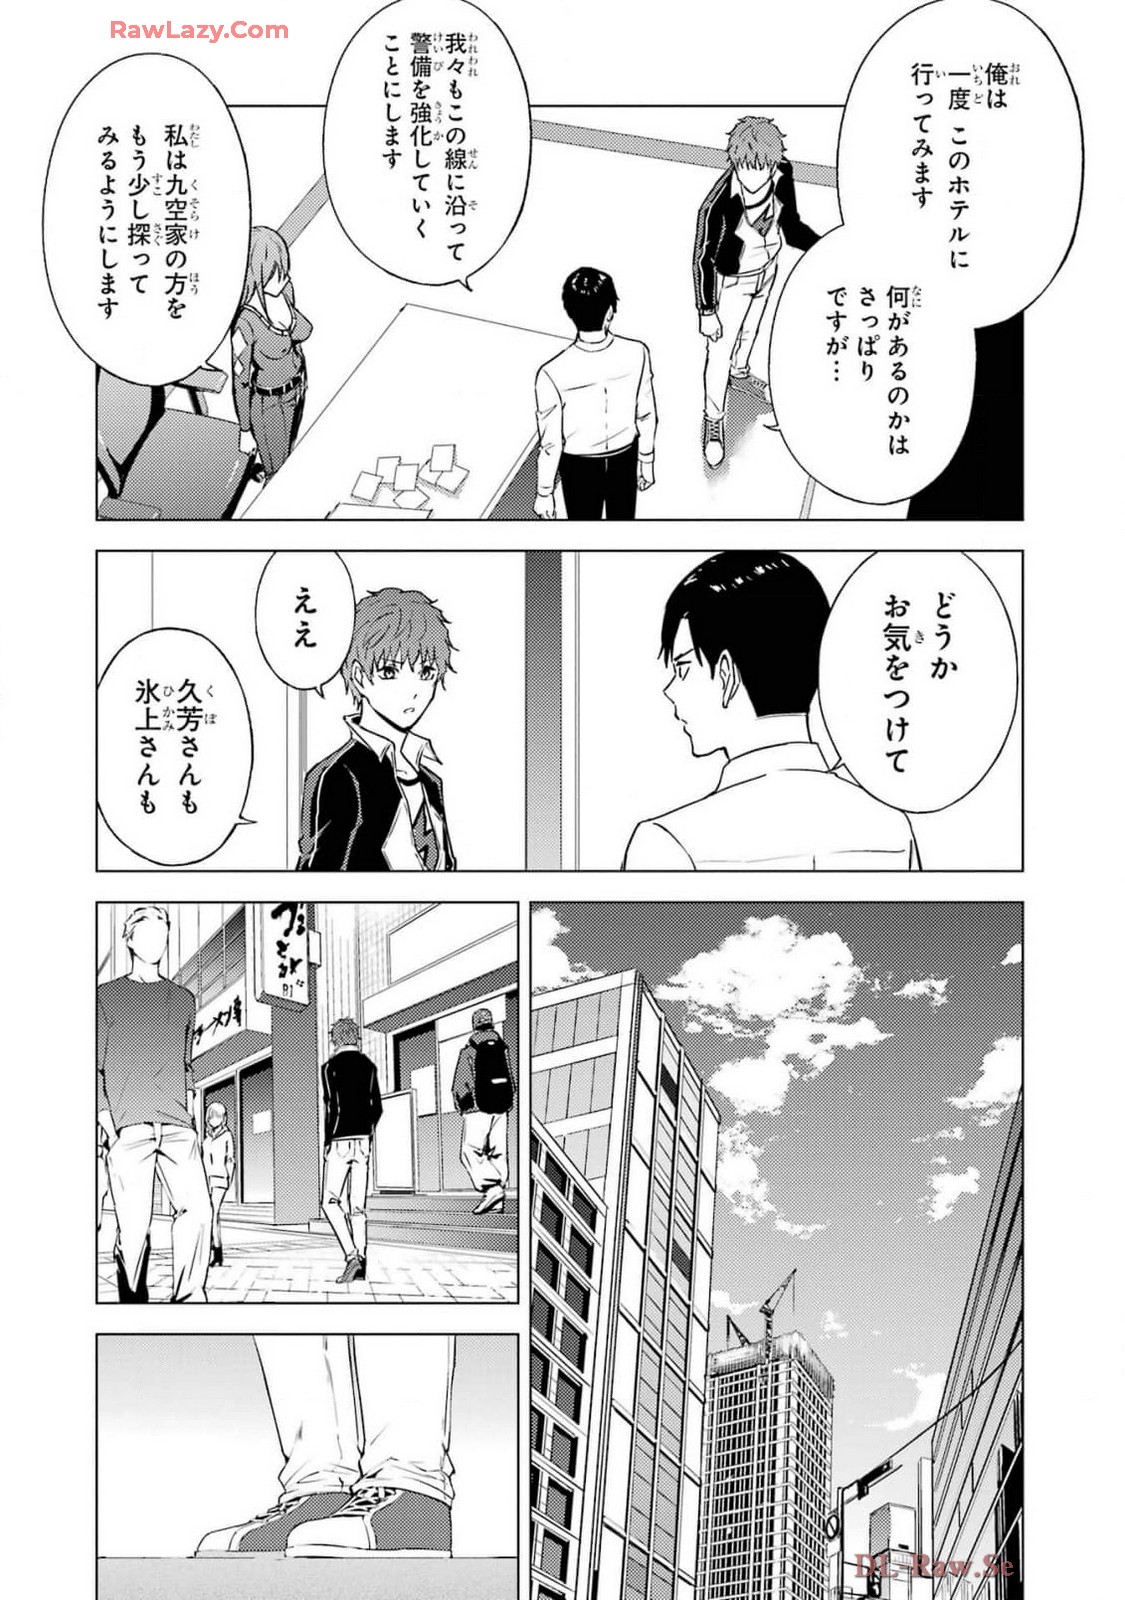 RawLazy.Com
俺は
一度 このホテルに
行ってみます
何があるのかは
さっぱり
ですが…
我々もこの線に沿って
警備を強化していく
ことにします
私は九空家の方を
もう少し探って
みるようにします
どうか
お気をつけて
ええ
久芳さんも
氷上さんも
B1
DL-Raw.Se